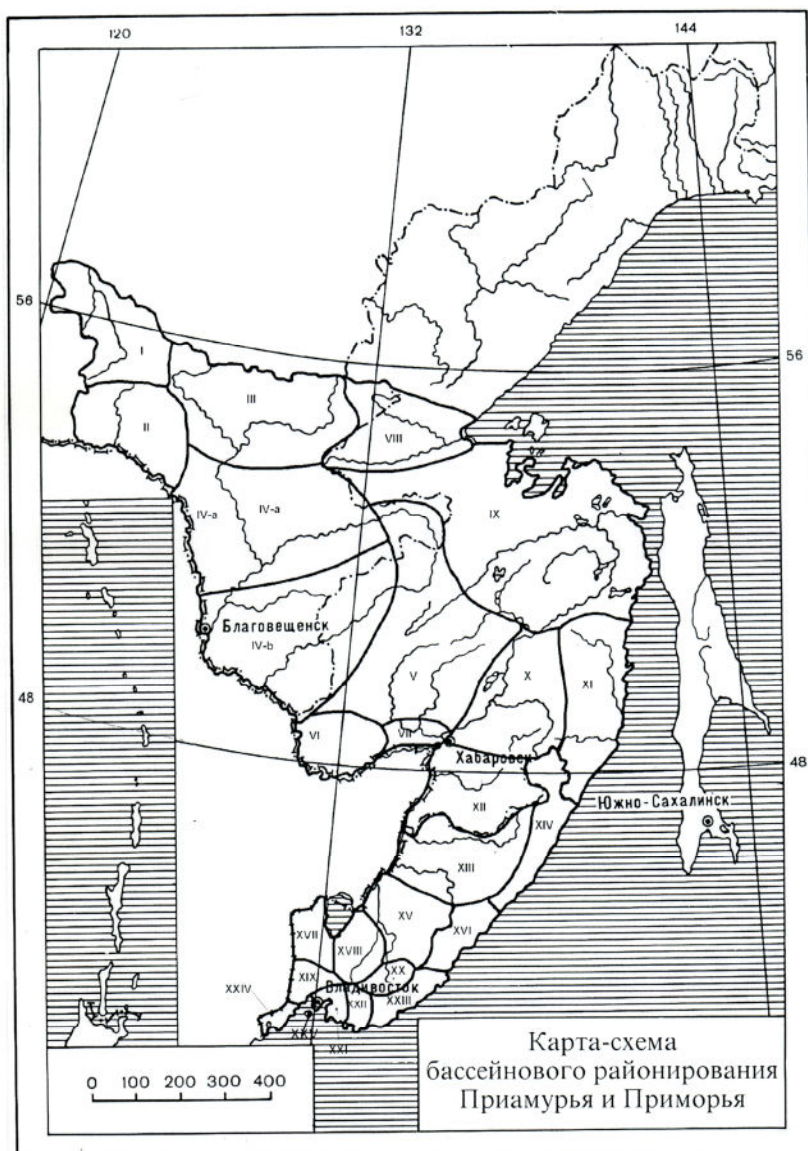 120 132 144
56
56
I
II
III
VIII
IV-a
IV-a
IX
Благовещенск
IV-b
V
X
XI
48
VI
VII
Хабаровск
48
XII
Южно-Сахалинск
XIV
XIII
XV
XVI
XVII
XVIII
XX
XIX
Владивосток
XXIV
XXII
XXIII
XXV
XXI
0 100 200 300 400
Карта-схема
бассейнового районирования
Приамурья и Приморья